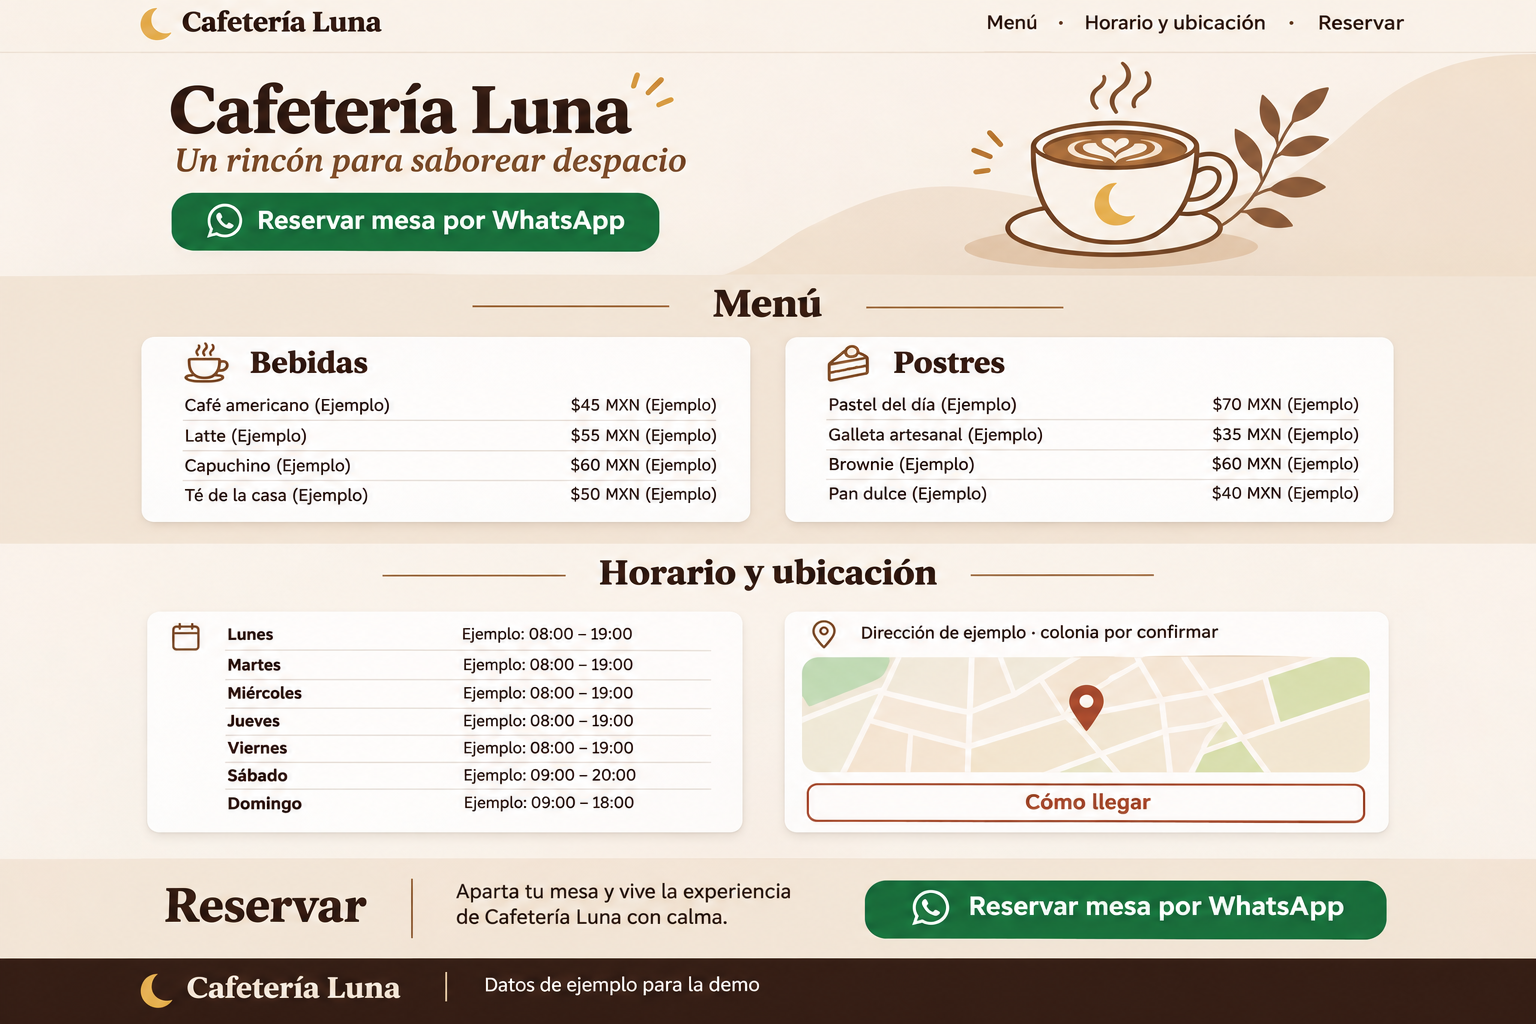 Cafetería Luna
Menú • Horario y ubicación • Reservar
Cafetería Luna
Un rincón para saborear despacio
Reservar mesa por WhatsApp
Menú
Bebidas
Café americano (Ejemplo) $45 MXN (Ejemplo)
Latte (Ejemplo) $55 MXN (Ejemplo)
Capuchino (Ejemplo) $60 MXN (Ejemplo)
Té de la casa (Ejemplo) $50 MXN (Ejemplo)
Postres
Pastel del día (Ejemplo) $70 MXN (Ejemplo)
Galleta artesanal (Ejemplo) $35 MXN (Ejemplo)
Brownie (Ejemplo) $60 MXN (Ejemplo)
Pan dulce (Ejemplo) $40 MXN (Ejemplo)
Horario y ubicación
Lunes Ejemplo: 08:00 – 19:00
Martes Ejemplo: 08:00 – 19:00
Miércoles Ejemplo: 08:00 – 19:00
Jueves Ejemplo: 08:00 – 19:00
Viernes Ejemplo: 08:00 – 19:00
Sábado Ejemplo: 09:00 – 20:00
Domingo Ejemplo: 09:00 – 18:00
Dirección de ejemplo · colonia por confirmar
Cómo llegar
Reservar
Aparta tu mesa y vive la experiencia
de Cafetería Luna con calma.
Reservar mesa por WhatsApp
Cafetería Luna
Datos de ejemplo para la demo